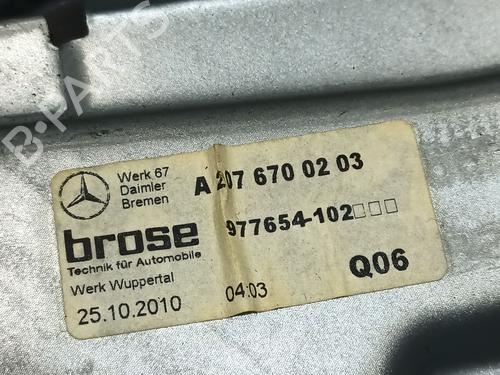 B-PARTS
Werk 67
Daimler
Bremen
A 207 670 02 03
brose
Technik für Automobile
977654-102□□□
Werk Wuppertal
Q06
25.10.2010 04:03